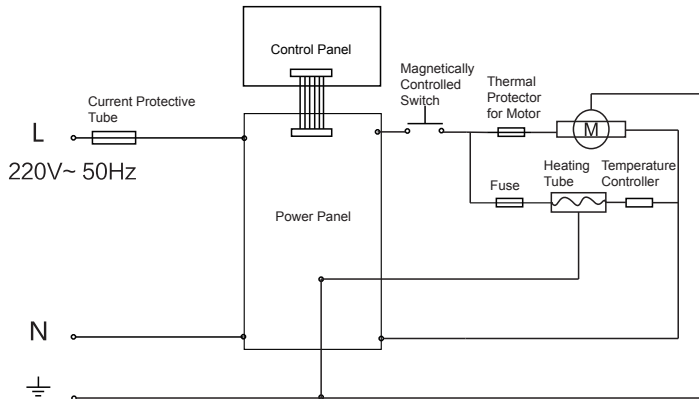 Control Panel
Magnetically
Controlled
Switch
Thermal
Protector
for Motor
Current Protective
Tube
L
M
220V~ 50Hz
Heating
Tube
Temperature
Controller
Fuse
Power Panel
N